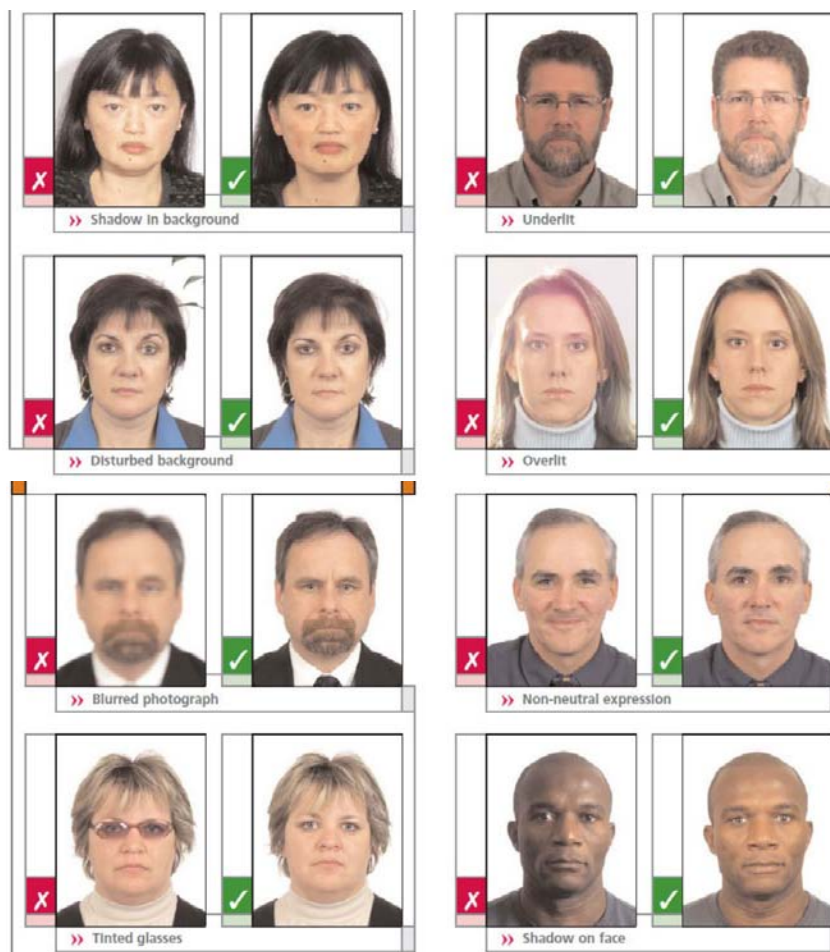 » Shadow in background
» Underlit
» Disturbed background
» Overlit
» Blurred photograph
» Non-neutral expression
» Tinted glasses
» Shadow on face